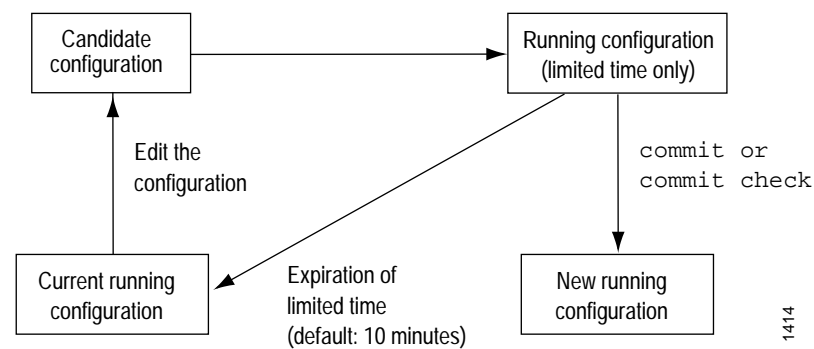 Candidate
configuration
Running configuration
(limited time only)
Edit the
configuration
commit or
commit check
Current running
configuration
Expiration of
limited time
(default: 10 minutes)
New running
configuration
1414